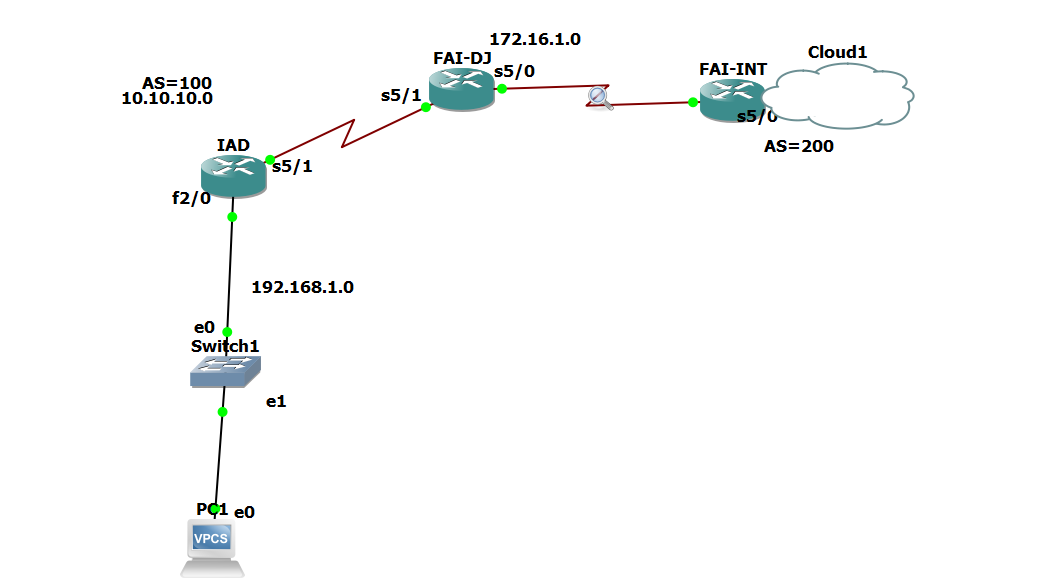 172.16.1.0
Cloud1
FAI-DJ
FAI-INT
s5/0
AS=100
s5/1
10.10.10.0
s5/0
AS=200
IAD
s5/1
f2/0
192.168.1.0
e0
Switch1
e1
PC1
e0
VPCS